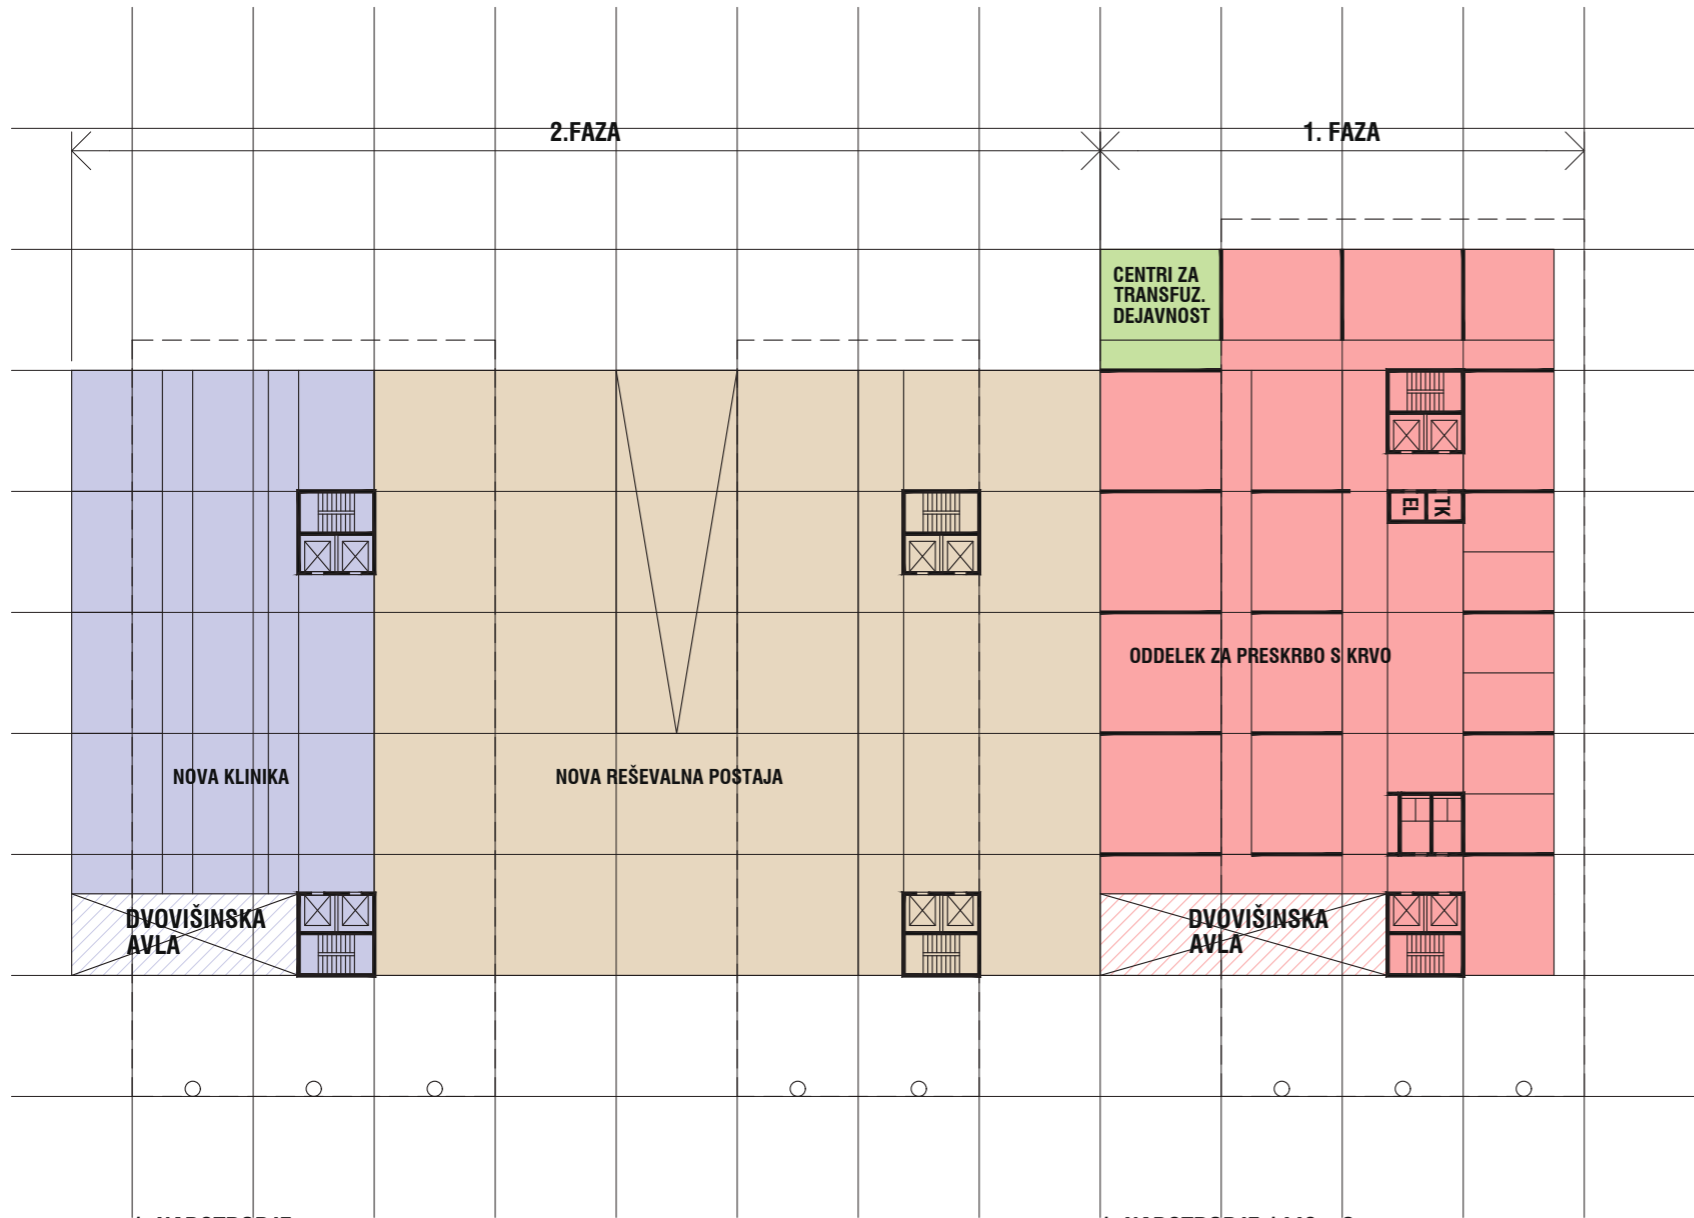 2.FAZA
1. FAZA
CENTRI ZA
TRANSFUZ.
DEJAVNOST
EL
TK
ODDELEK ZA PRESKRBO S KRVO
NOVA KLINIKA
NOVA REŠEVALNA POSTAJA
DVOVIŠINSKA
AVLA
DVOVIŠINSKA
AVLA